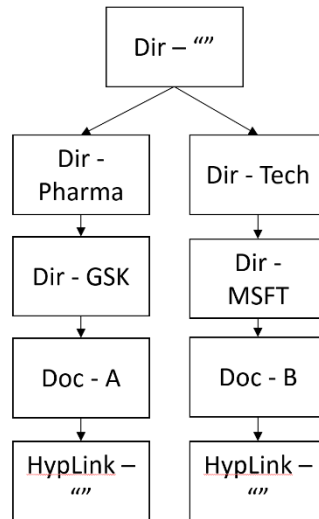 Dir – “”
Dir -
Pharma
Dir - Tech
Dir - GSK
Dir -
MSFT
Doc - A
Doc - B
HypLink –
“”
HypLink –
“”